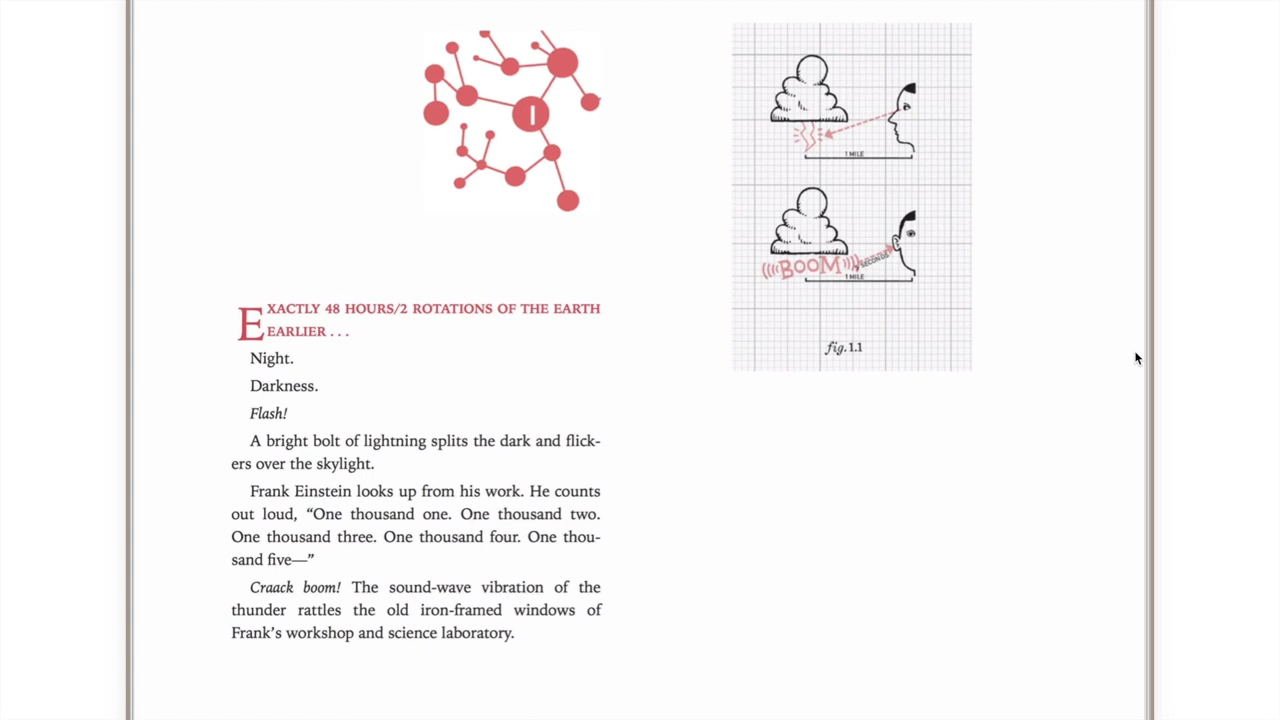 I
EXACTLY 48 HOURS/2 ROTATIONS OF THE EARTH
EARLIER . . .
Night.
Darkness.
Flash!
A bright bolt of lightning splits the dark and flick-
ers over the skylight.
Frank Einstein looks up from his work. He counts
out loud, “One thousand one. One thousand two.
One thousand three. One thousand four. One thou-
sand five—”
Craack boom! The sound-wave vibration of the
thunder rattles the old iron-framed windows of
Frank’s workshop and science laboratory.
1 MILE
(((BOOM)))
SECONDS
1 MILE
fig.1.1